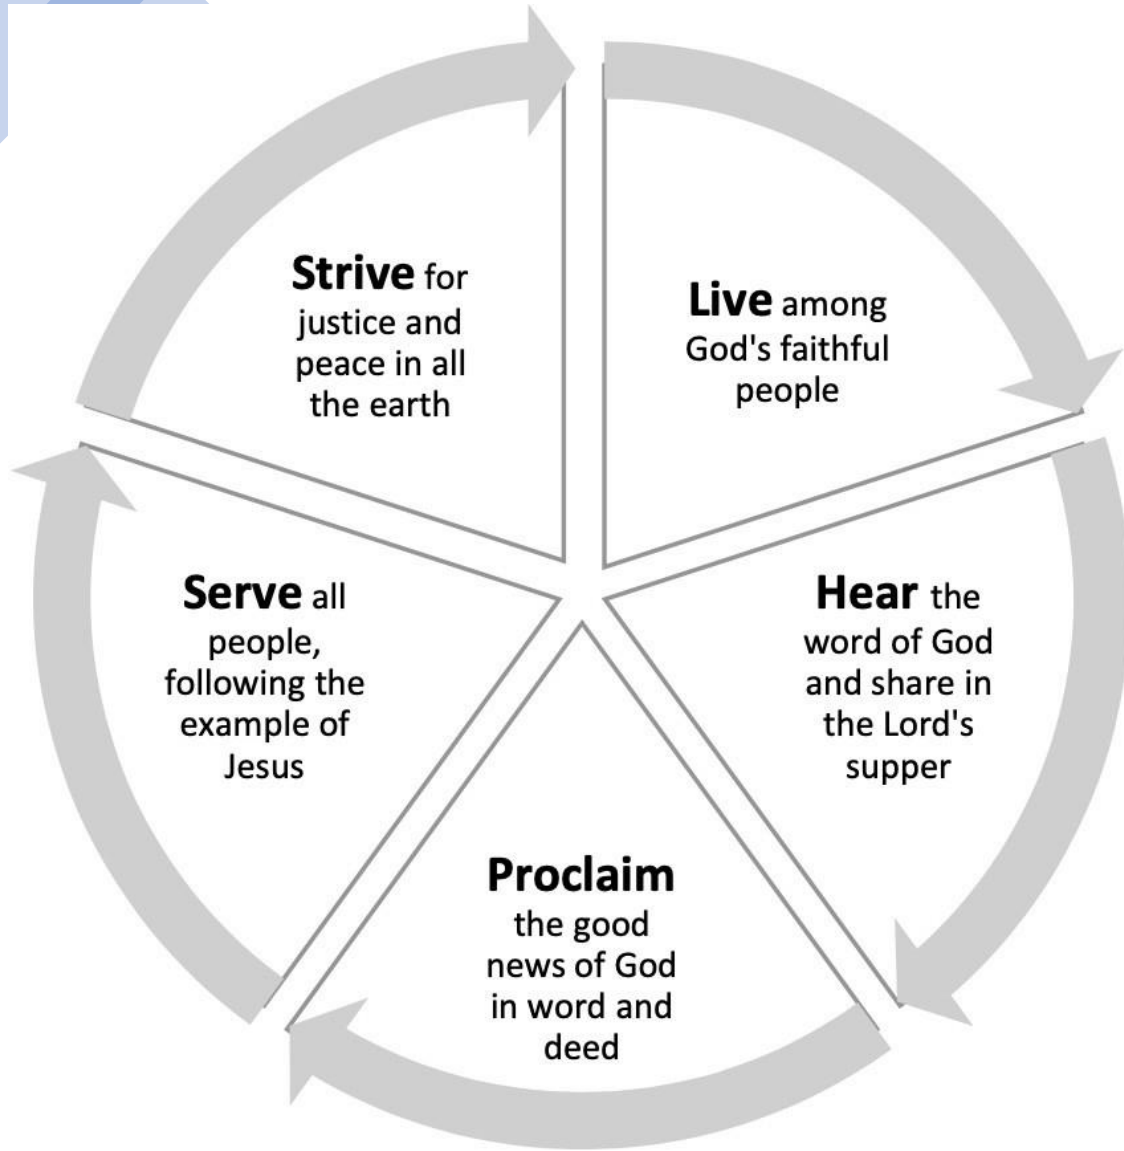 Live among
God's faithful
people
Hear the
word of God
and share in
the Lord's
supper
Proclaim
the good
news of God
in word and
deed
Serve all
people,
following the
example of
Jesus
Strive for
justice and
peace in all
the earth